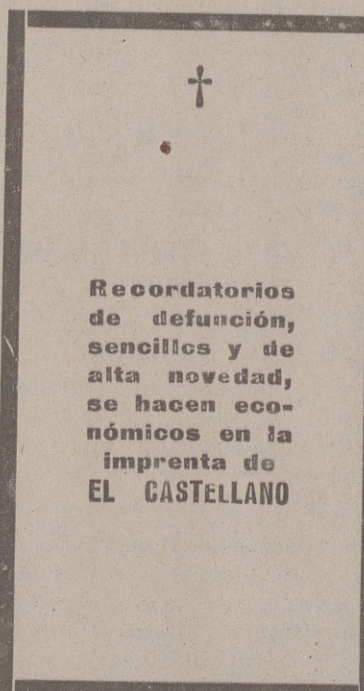 †
Recordatorios
de defunción,
sencillos y de
alta novedad,
se hacen eco-
nómicos en la
imprenta de
EL CASTELLANO